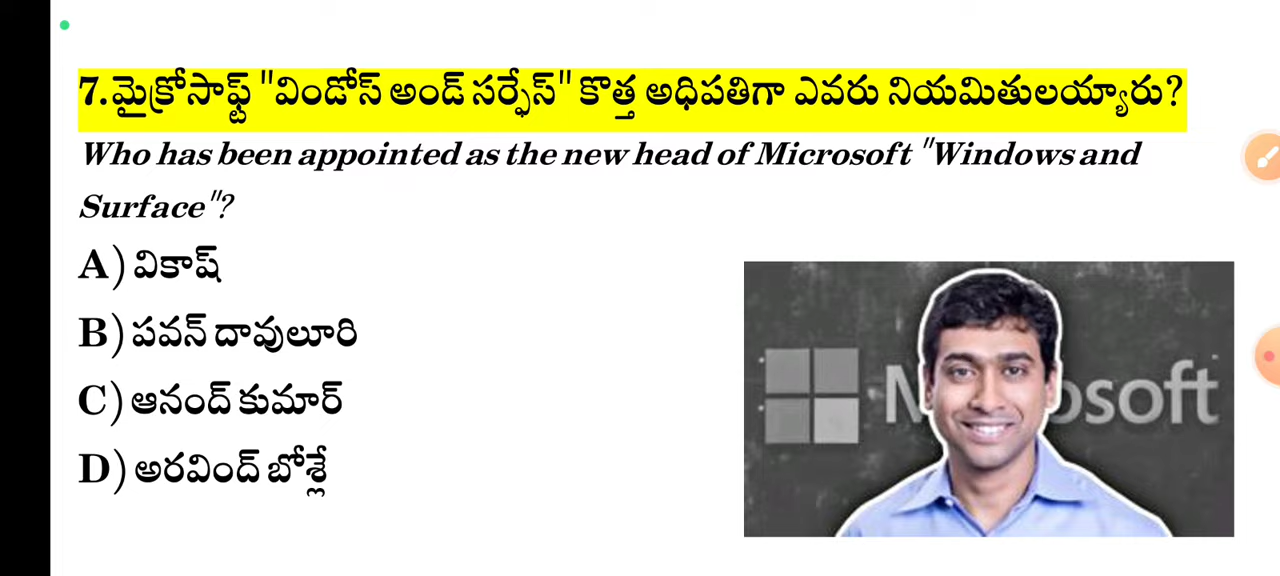 7.మైక్రోసాఫ్ట్ "విండోస్ అండ్ సర్ఫేస్" కొత్త అధిపతిగా ఎవరు నియమితులయ్యారు?
Who has been appointed as the new head of Microsoft "Windows and
Surface"?
A) వికాష్
B) పవన్ దావులూరి
C) ఆనంద్ కుమార్
D) అరవింద్ బోశ్లే
M osoft